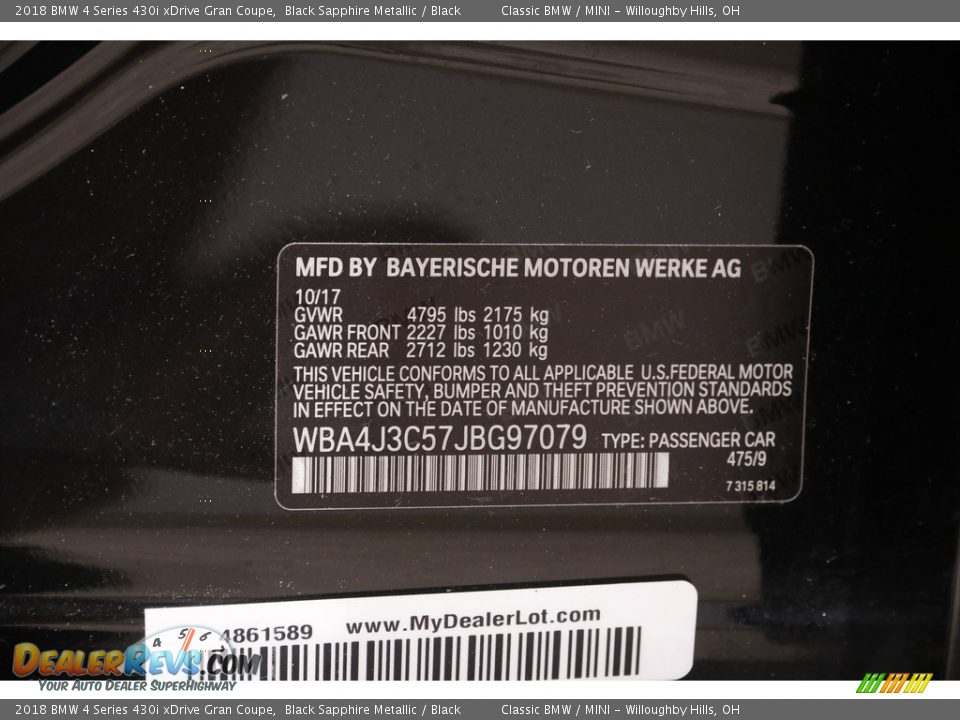 2018 BMW 4 Series 430i xDrive Gran Coupe, Black Sapphire Metallic / Black Classic BMW / MINI - Willoughby Hills, OH
MFD BY BAYERISCHE MOTOREN WERKE AG
10/17
GVWR 4795 lbs 2175 kg
GAWR FRONT 2227 lbs 1010 kg
GAWR REAR 2712 lbs 1230 kg
THIS VEHICLE CONFORMS TO ALL APPLICABLE U.S.FEDERAL MOTOR
VEHICLE SAFETY, BUMPER AND THEFT PREVENTION STANDARDS
IN EFFECT ON THE DATE OF MANUFACTURE SHOWN ABOVE.
WBA4J3C57JBG97079 TYPE: PASSENGER CAR
475/9
7 315 814
4861589 www.MyDealerLot.com
4 5 6 7
DealerRevs.com
Your Auto Dealer SuperHighway
2018 BMW 4 Series 430i xDrive Gran Coupe, Black Sapphire Metallic / Black Classic BMW / MINI - Willoughby Hills, OH